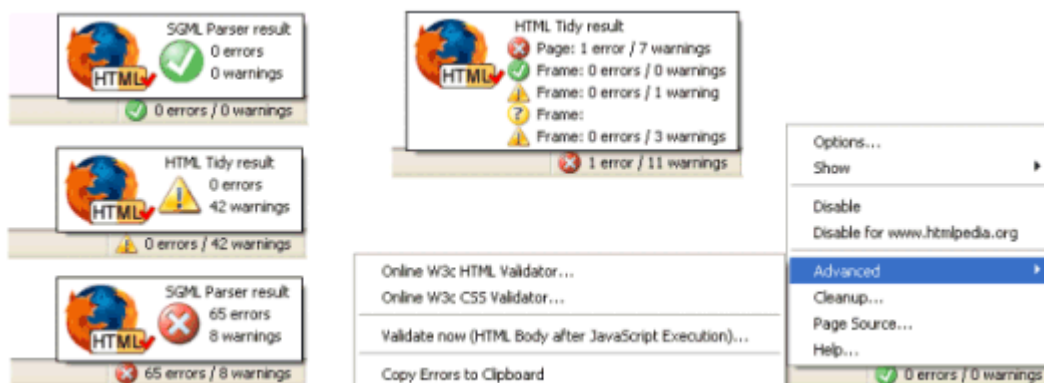 SGML Parser result
0 errors
0 warnings
HTML
0 errors / 0 warnings
HTML Tidy result
0 errors
42 warnings
HTML
0 errors / 42 warnings
SGML Parser result
65 errors
8 warnings
HTML
65 errors / 8 warnings
HTML Tidy result
Page: 1 error / 7 warnings
HTML
Frame: 0 errors / 0 warnings
Frame: 0 errors / 1 warning
Frame:
Frame: 0 errors / 3 warnings
1 error / 11 warnings
Online W3c HTML Validator...
Online W3c CSS Validator...
Validate now (HTML Body after JavaScript Execution)...
Copy Errors to Clipboard
Options...
Show
Disable
Disable for www.htmlpedia.org
Advanced
Cleanup...
Page Source...
Help...
0 errors / 0 warnings